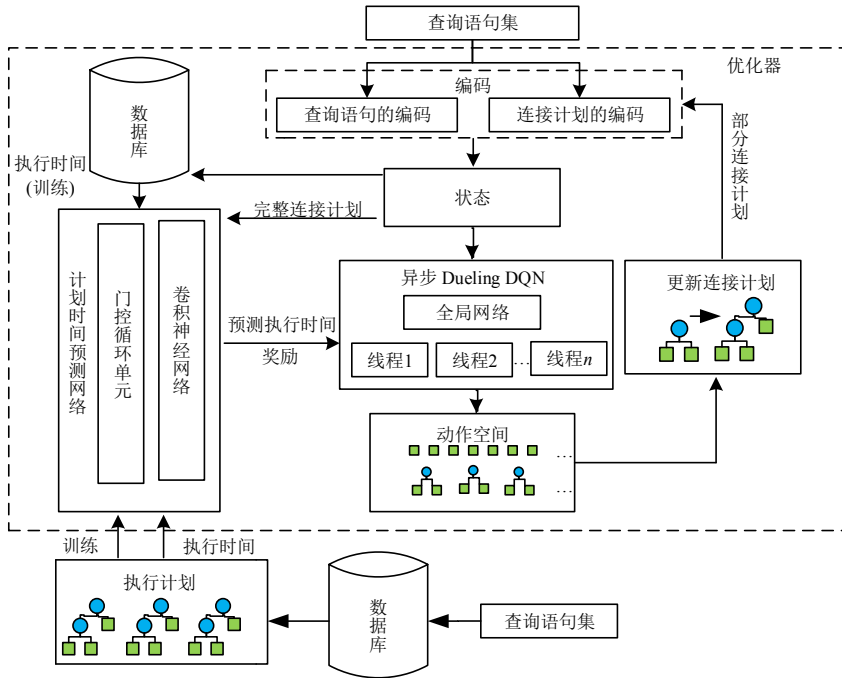 查询语句集
优化器
编码
查询语句的编码
连接计划的编码
数据库
部分连接计划
执行时间
(训练)
状态
完整连接计划
计划时间预测网络
门控循环单元
卷积神经网络
异步 Dueling DQN
全局网络
线程1
线程2
…
线程n
更新连接计划
预测执行时间
奖励
动作空间
…
…
训练
执行时间
执行计划
数据库
查询语句集